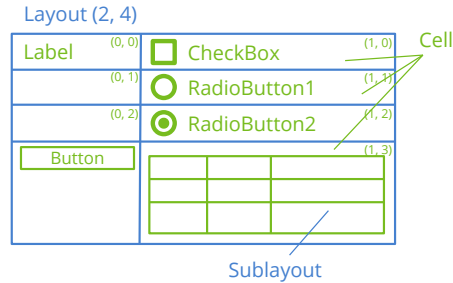 Layout (2, 4)
Cell
Label (0, 0)
CheckBox (1, 0)
(0, 1)
RadioButton1 (1, 1)
(0, 2)
RadioButton2 (1, 2)
Button
(1, 3)
Sublayout